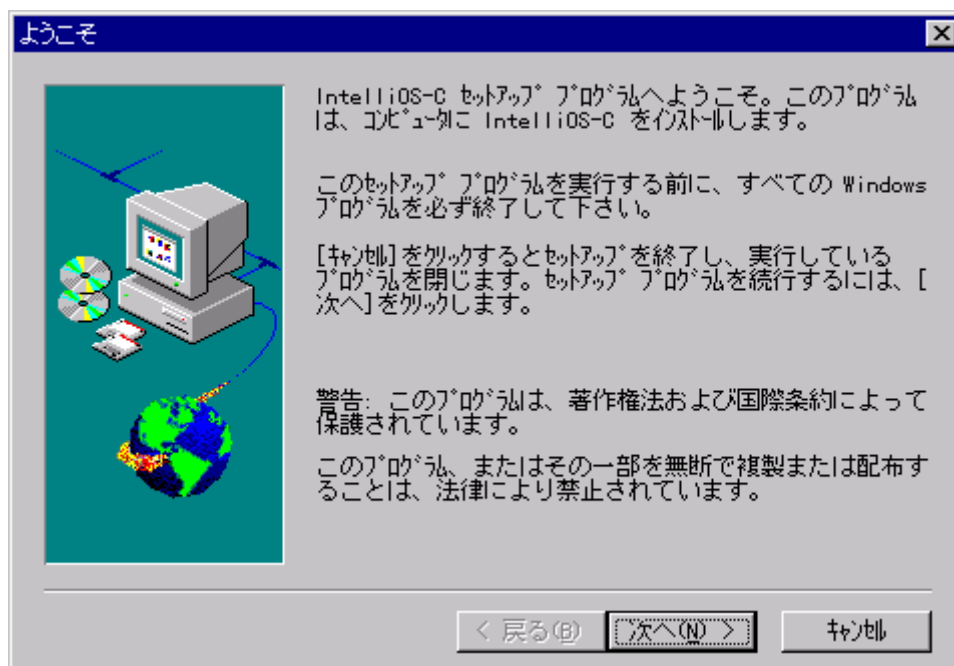 ようこそ
IntelliOS-C ｾｯﾄｱｯﾌﾟ ﾌﾟﾛｸﾞﾗﾑへようこそ。このﾌﾟﾛｸﾞﾗﾑ
は、ｺﾝﾋﾟｭｰﾀに IntelliOS-C をｲﾝｽﾄｰﾙします。
このｾｯﾄｱｯﾌﾟ ﾌﾟﾛｸﾞﾗﾑを実行する前に、すべての Windows
ﾌﾟﾛｸﾞﾗﾑを必ず終了して下さい。
[ｷｬﾝｾﾙ]をｸﾘｯｸするとｾｯﾄｱｯﾌﾟを終了し、実行している
ﾌﾟﾛｸﾞﾗﾑを閉じます。ｾｯﾄｱｯﾌﾟ ﾌﾟﾛｸﾞﾗﾑを続行するには、[
次へ]をｸﾘｯｸします。
警告: このﾌﾟﾛｸﾞﾗﾑは、著作権法および国際条約によって
保護されています。
このﾌﾟﾛｸﾞﾗﾑ、またはその一部を無断で複製または配布す
ることは、法律により禁止されています。
< 戻る(B) 次へ(N) > ｷｬﾝｾﾙ